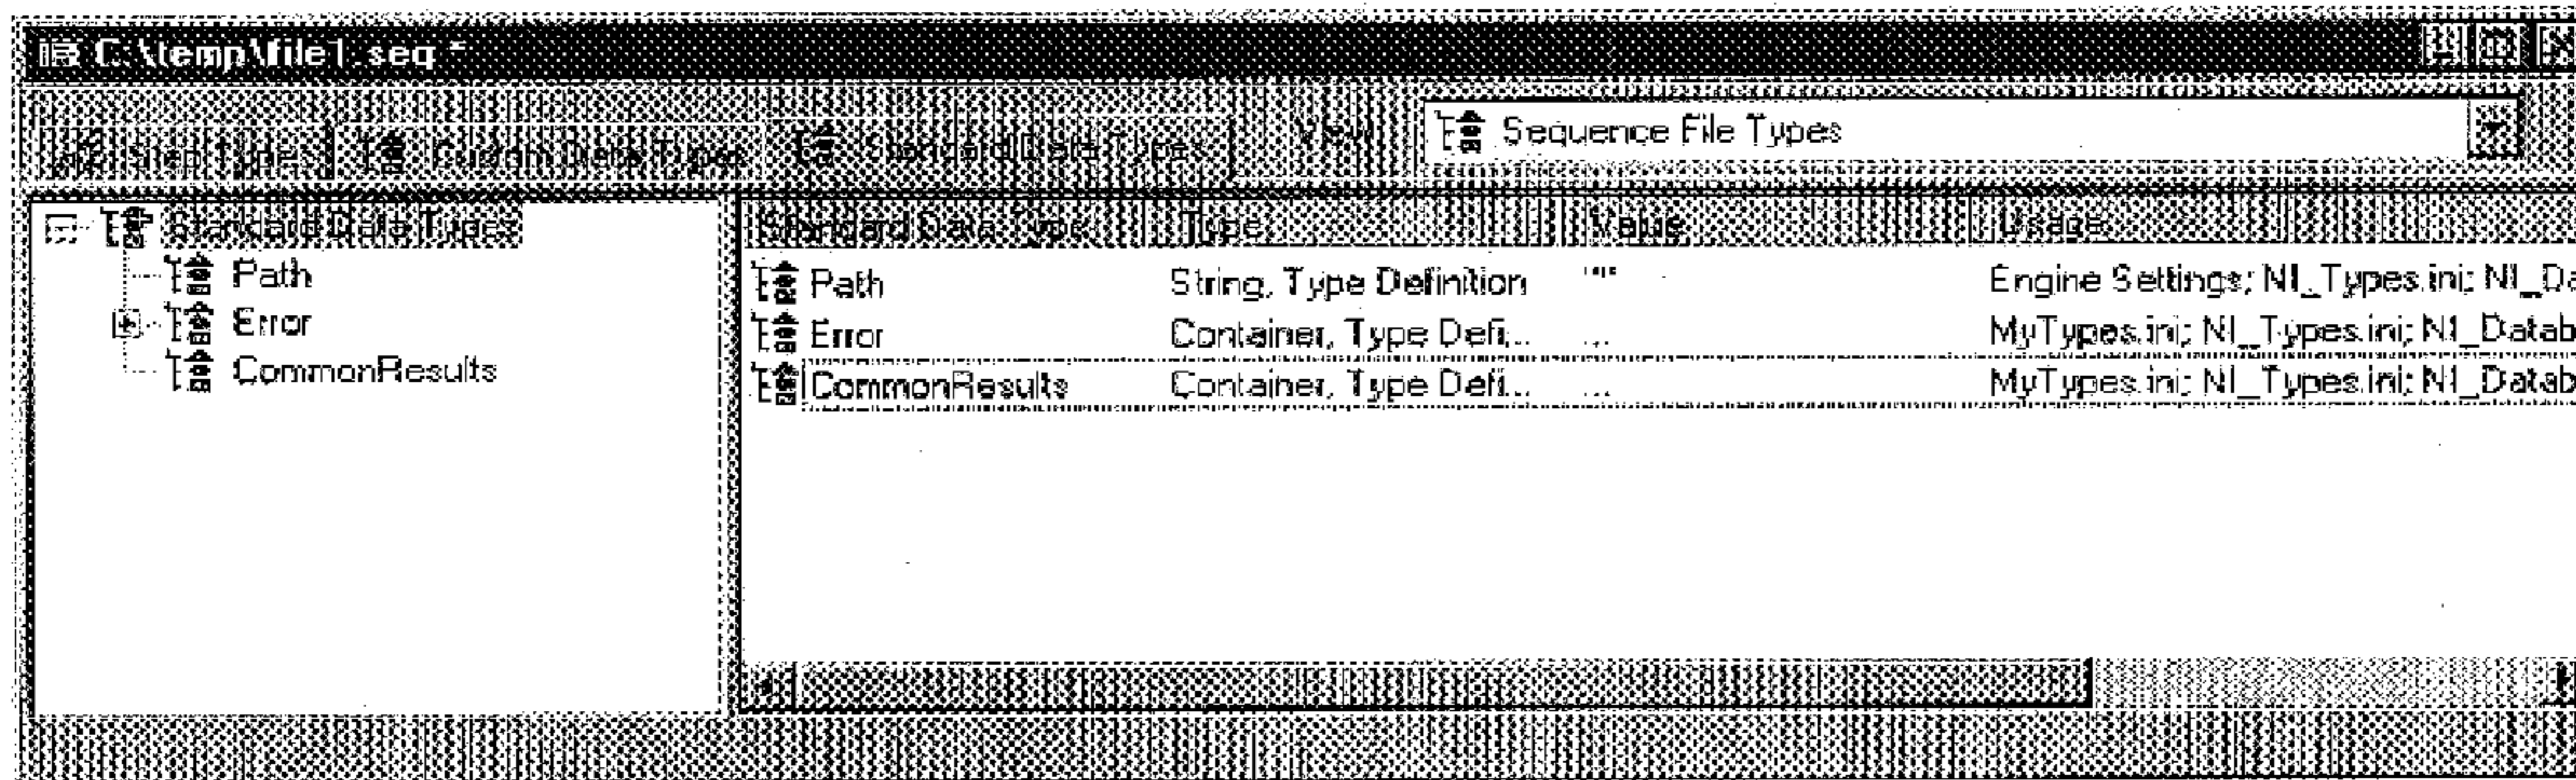 C:\temp\file1.seq *
Step Types Custom Data Types Standard Data Types View: Sequence File Types
Standard Data Types
Path
Error
CommonResults
Standard Data Type Type Value Usage
Path String, Type Definition "" Engine Settings; NI_Types.ini; NI_Da
Error Container, Type Defi... ... MyTypes.ini; NI_Types.ini; NI_Datab
CommonResults Container, Type Defi... ... MyTypes.ini; NI_Types.ini; NI_Datab